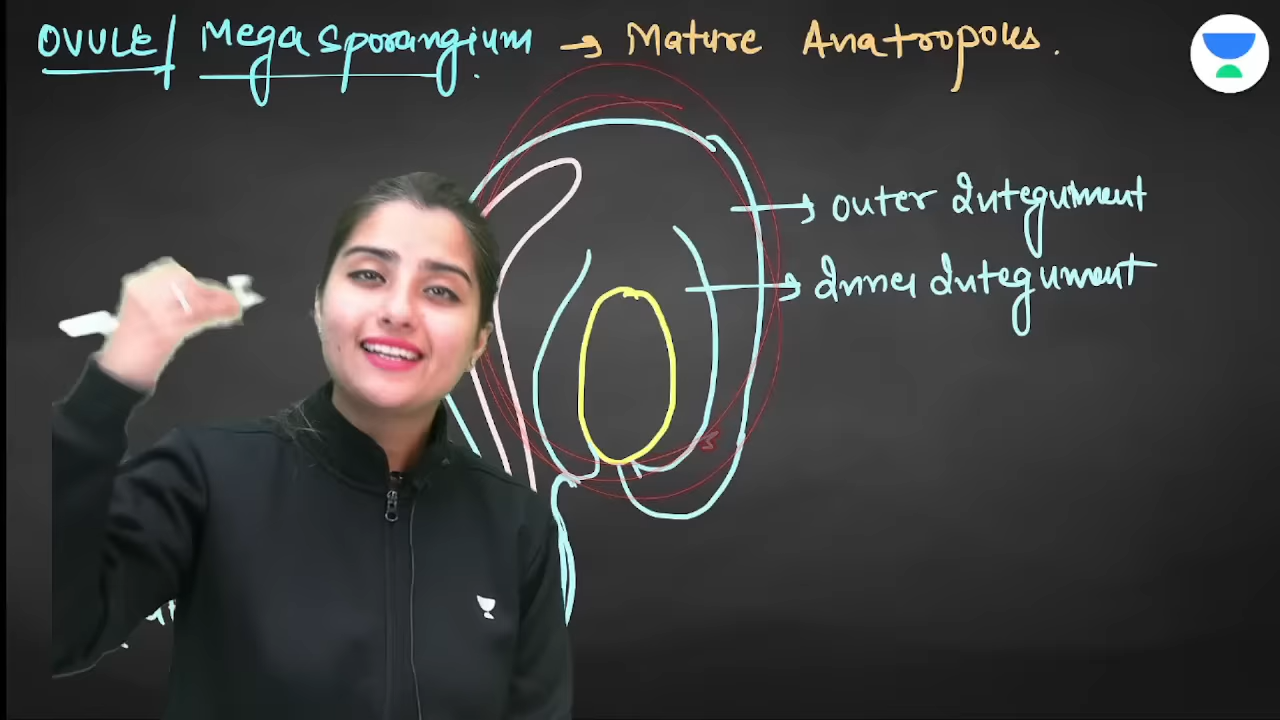 OVULE/ Megasporangium → Mature Anatropous.
→ Outer Integument
→ Inner Integument